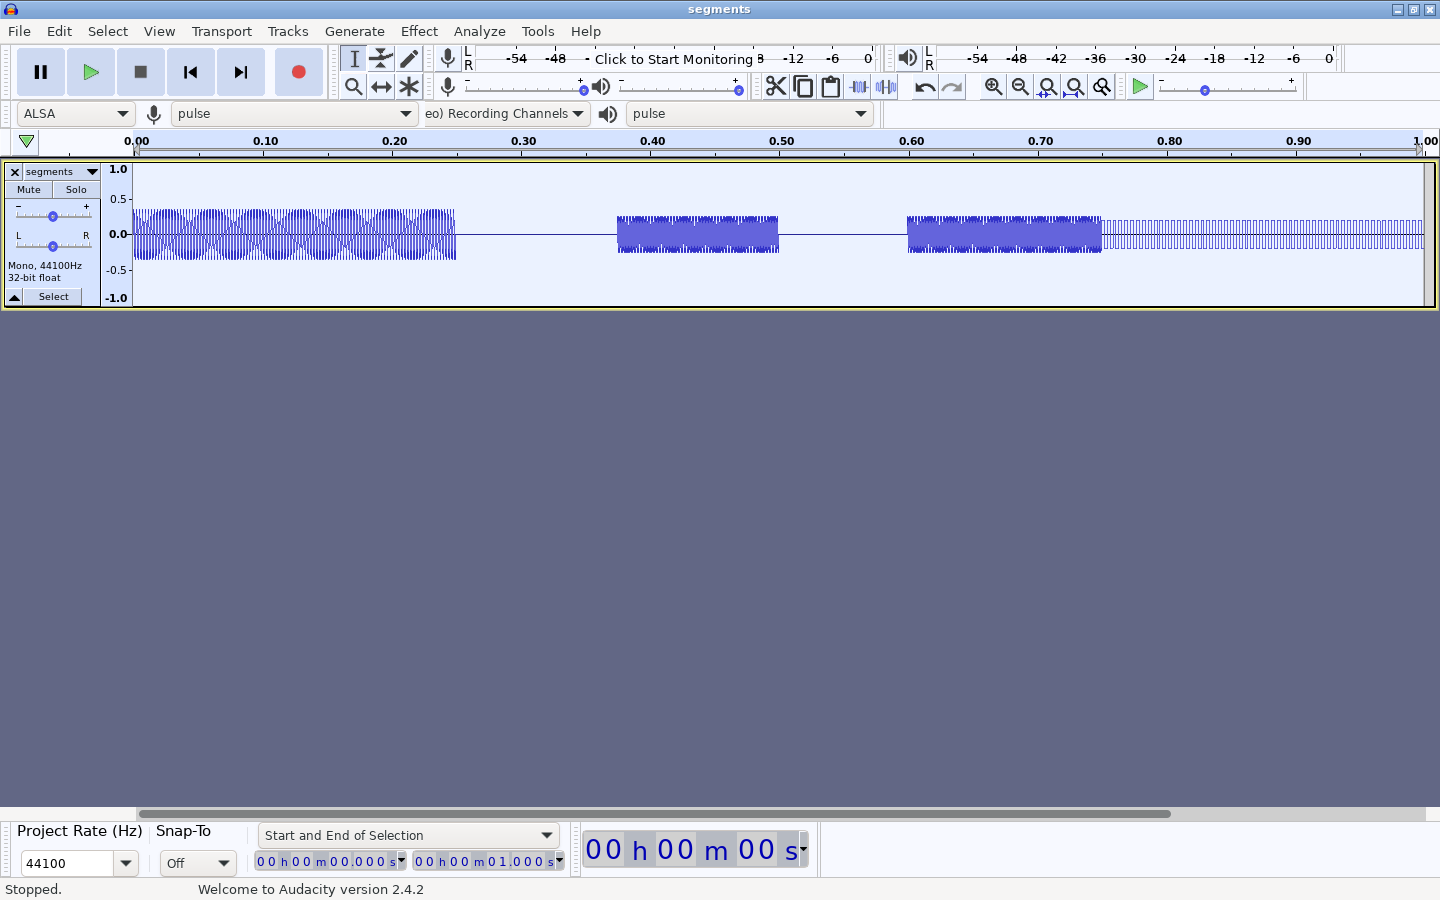 segments
File Edit Select View Transport Tracks Generate Effect Analyze Tools Help
L R -54 -48 - Click to Start Monitoring -12 -6 0 L R -54 -48 -42 -36 -30 -24 -18 -12 -6 0
- + - + - +
ALSA pulse eo) Recording Channels pulse
0.00 0.10 0.20 0.30 0.40 0.50 0.60 0.70 0.80 0.90 1.00
segments
Mute Solo
- +
L R
Mono, 44100Hz
32-bit float
Select
1.0
0.5
0.0
-0.5
-1.0
Project Rate (Hz) Snap-To Start and End of Selection
44100 Off 00 h 00 m 00.000 s 00 h 00 m 01.000 s 00 h 00 m 00 s
Stopped. Welcome to Audacity version 2.4.2